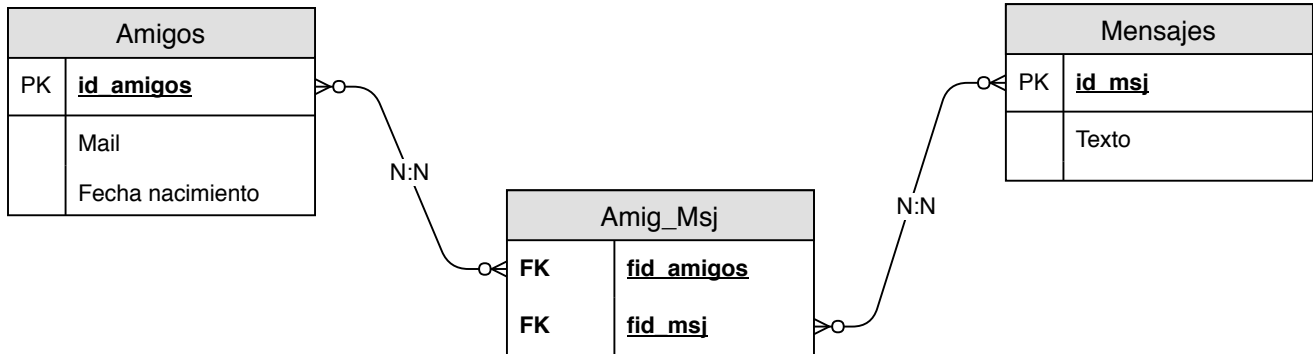 Amigos
PK id_amigos
Mail
Fecha nacimiento
Mensajes
PK id_msj
Texto
N:N
N:N
Amig_Msj
FK fid_amigos
FK fid_msj